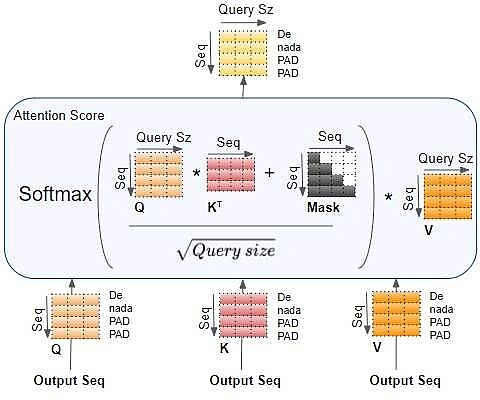 Query Sz
Seq
De
nada
PAD
PAD
Attention Score
Softmax
Query Sz
Seq
Q
*
Seq
Kᵀ
+
Seq
Seq
Mask
√Query size
*
Query Sz
Seq
V
Seq
Q
De
nada
PAD
PAD
Seq
K
De
nada
PAD
PAD
Seq
V
De
nada
PAD
PAD
Output Seq
Output Seq
Output Seq